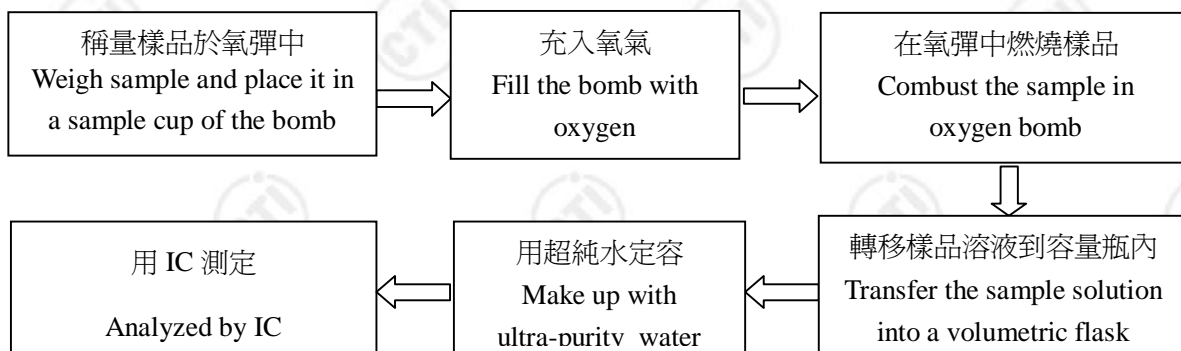 稱量樣品於氧彈中
Weigh sample and place it in
a sample cup of the bomb
充入氧氣
Fill the bomb with
oxygen
在氧彈中燃燒樣品
Combust the sample in
oxygen bomb
轉移樣品溶液到容量瓶內
Transfer the sample solution
into a volumetric flask
用超純水定容
Make up with
ultra-purity water
用 IC 測定
Analyzed by IC
CTI
CTI
CTI